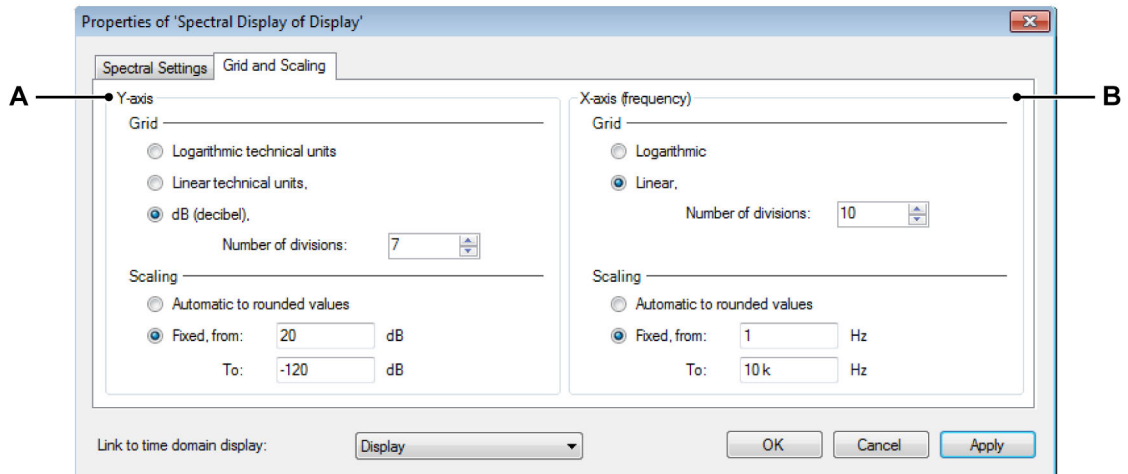 Properties of 'Spectral Display of Display'
Spectral Settings
Grid and Scaling
A
Y-axis
Grid
Logarithmic technical units
Linear technical units,
dB (decibel),
Number of divisions: 7
Scaling
Automatic to rounded values
Fixed, from: 20 dB
To: -120 dB
X-axis (frequency)
B
Grid
Logarithmic
Linear,
Number of divisions: 10
Scaling
Automatic to rounded values
Fixed, from: 1 Hz
To: 10 k Hz
Link to time domain display: Display
OK
Cancel
Apply